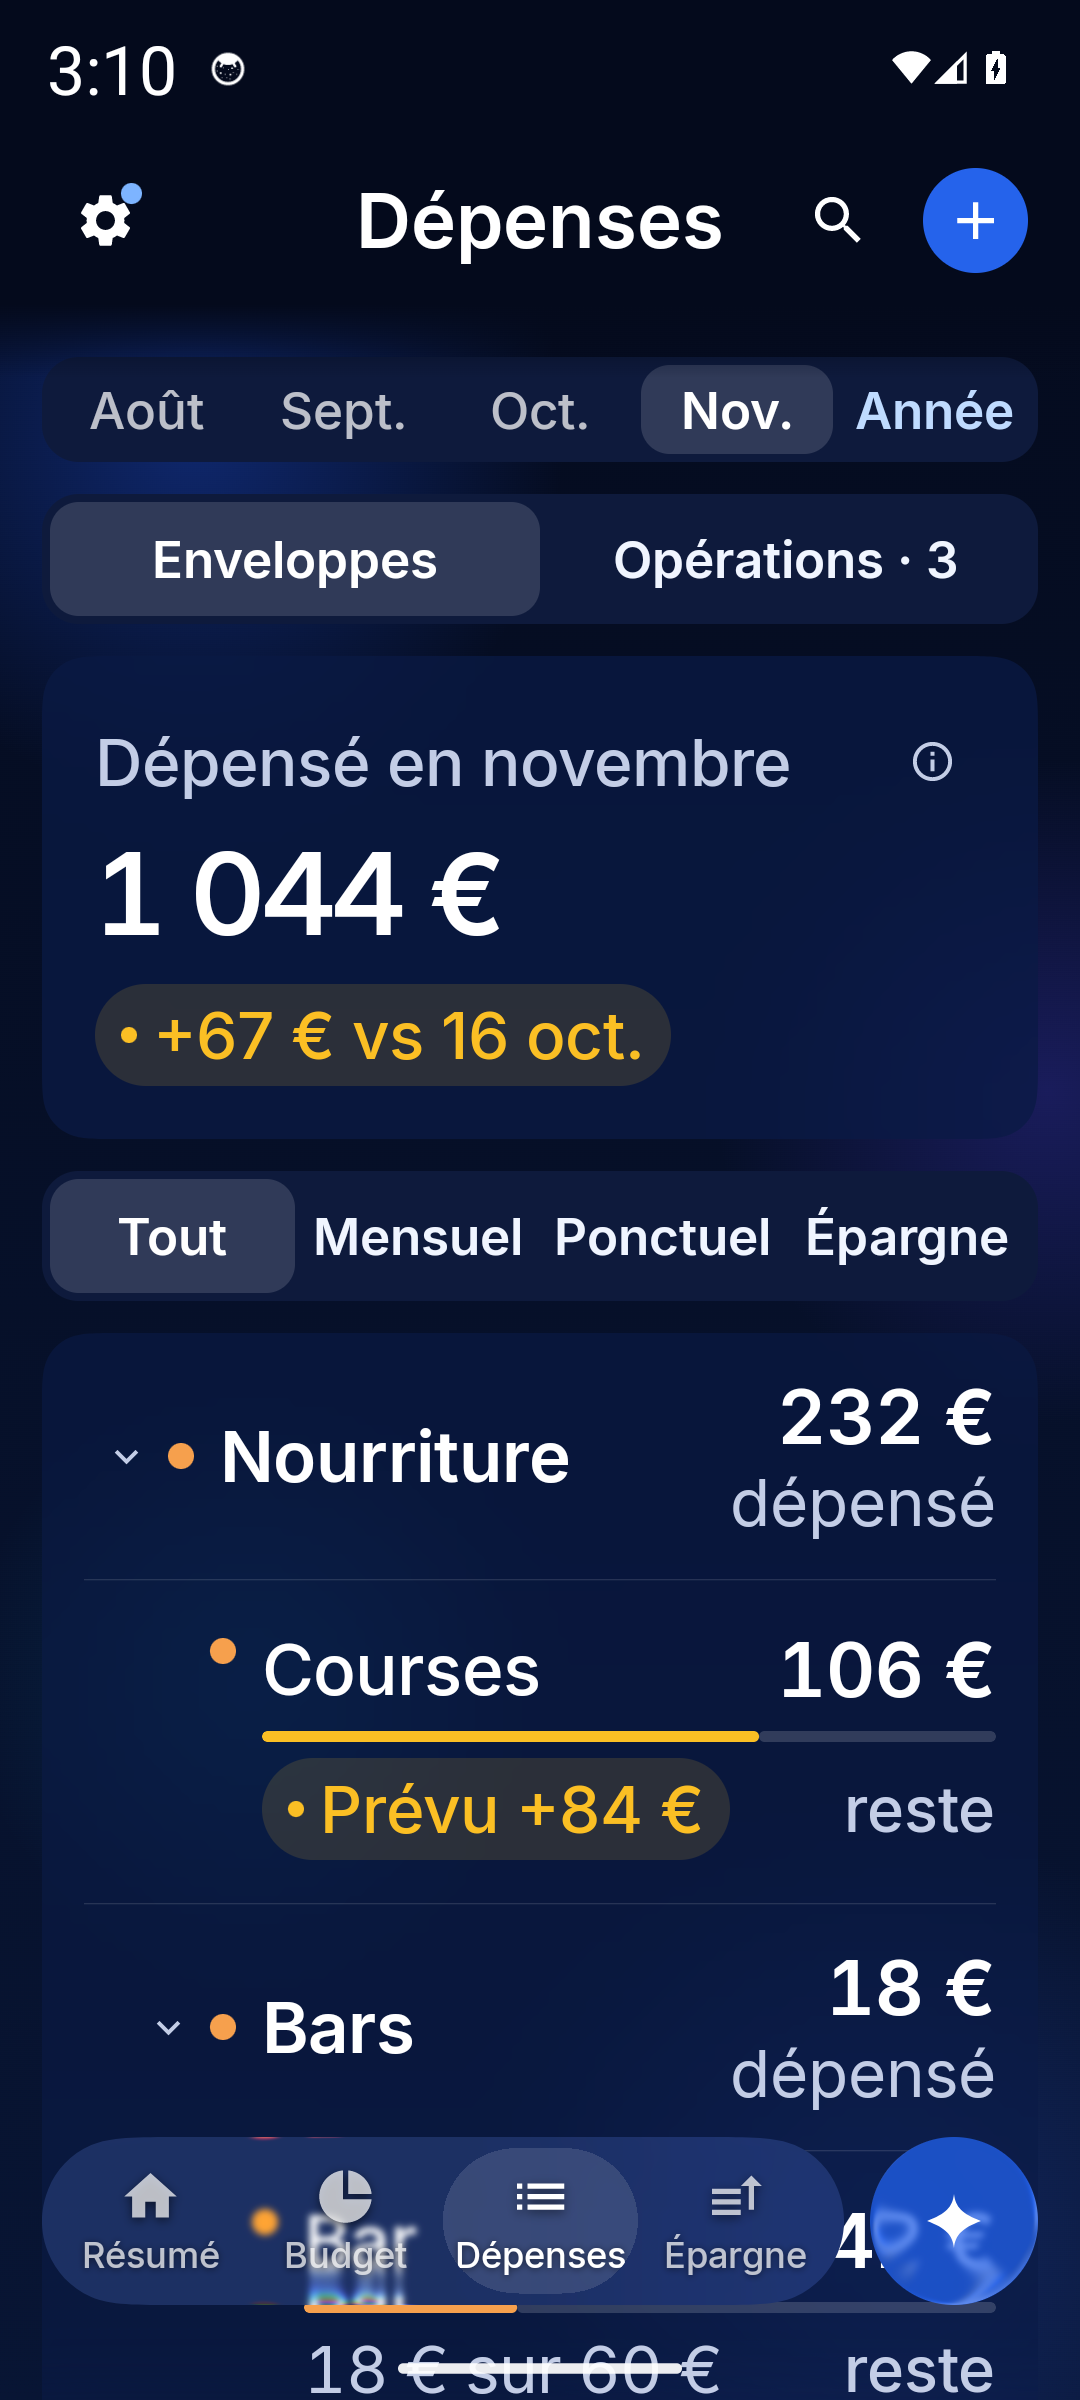 3:10
Dépenses
Août Sept. Oct. Nov. Année
Enveloppes Opérations · 3
Dépensé en novembre
1 044 €
• +67 € vs 16 oct.
Tout Mensuel Ponctuel Épargne
Nourriture 232 €
dépensé
Courses 106 €
• Prévu +84 € reste
Bars 18 €
dépensé
Bar
Résumé Budget Dépenses Épargne
18 € sur 60 € reste